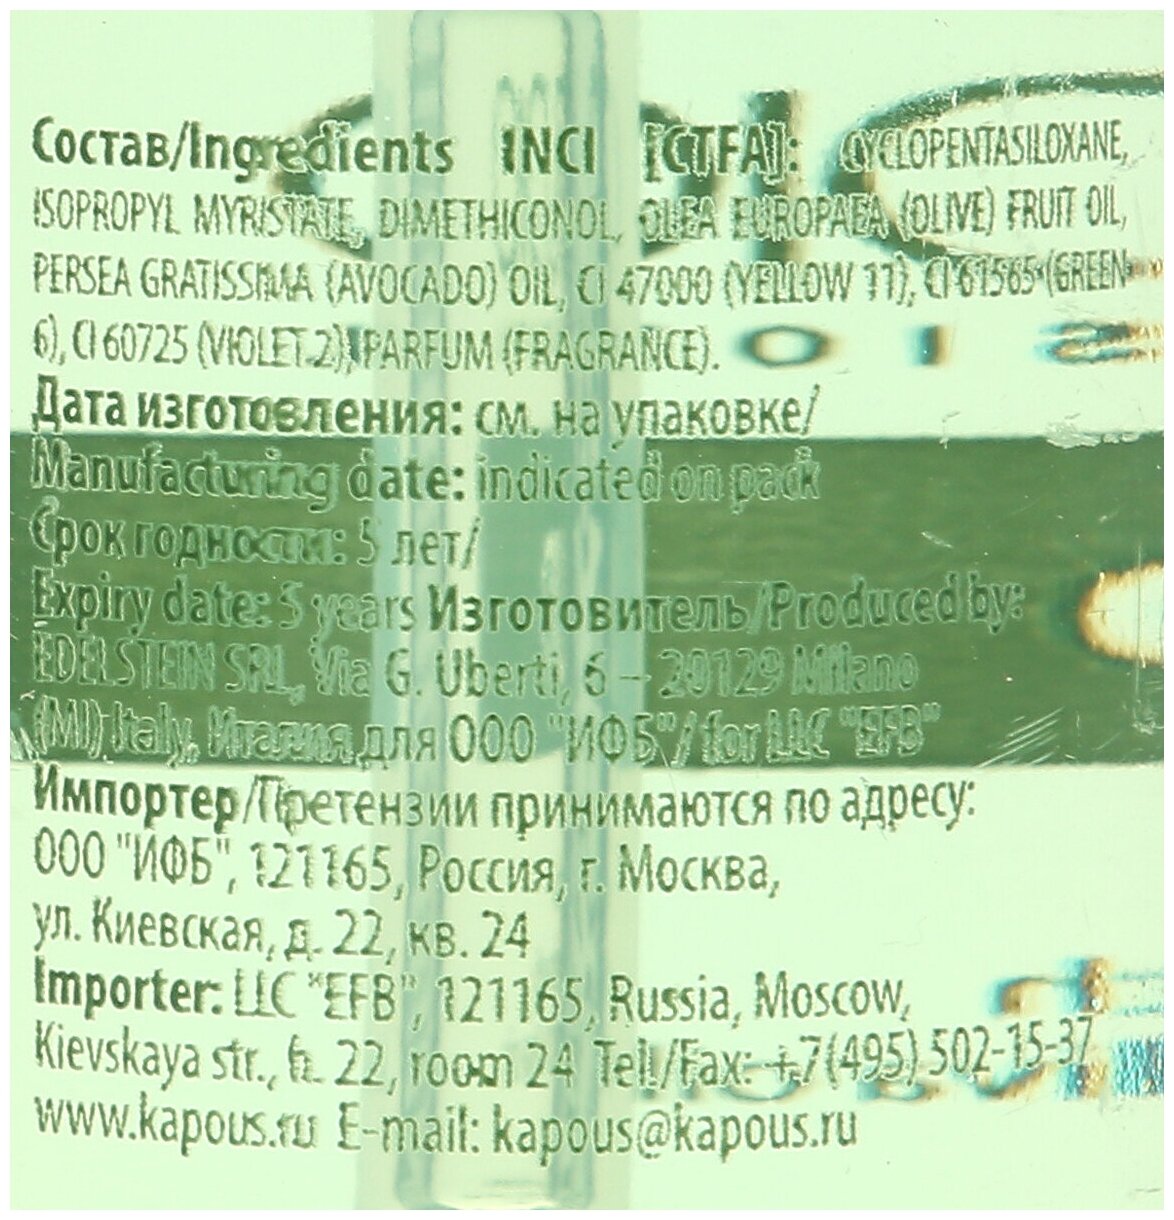 Состав/Ingredients INCI [CTFA]: CYCLOPENTASILOXANE,
ISOPROPYL MYRISTATE, DIMETHICONOL, OLEA EUROPAEA (OLIVE) FRUIT OIL,
PERSEA GRATISSIMA (AVOCADO) OIL, CI 47000 (YELLOW 11), CI 61565 (GREEN
6), CI 60725 (VIOLET 2), PARFUM (FRAGRANCE).
Дата изготовления: см. на упаковке/
Manufacturing date: indicated on pack
Срок годности: 5 лет/
Expiry date: 5 years Изготовитель/Produced by:
EDELSTEIN SRL, Via G. Uberti, 6 – 20129 Milano
(MI) Italy, Италия для ООО "ИФБ"/ for LLC "EFB"
Импортер/Претензии принимаются по адресу:
ООО "ИФБ", 121165, Россия, г. Москва,
ул. Киевская, д. 22, кв. 24
Importer: LLC "EFB", 121165, Russia, Moscow,
Kievskaya str., h. 22, room 24 Tell/Fax: +7(495) 502-15-37
www.kapous.ru E-mail: kapous@kapous.ru